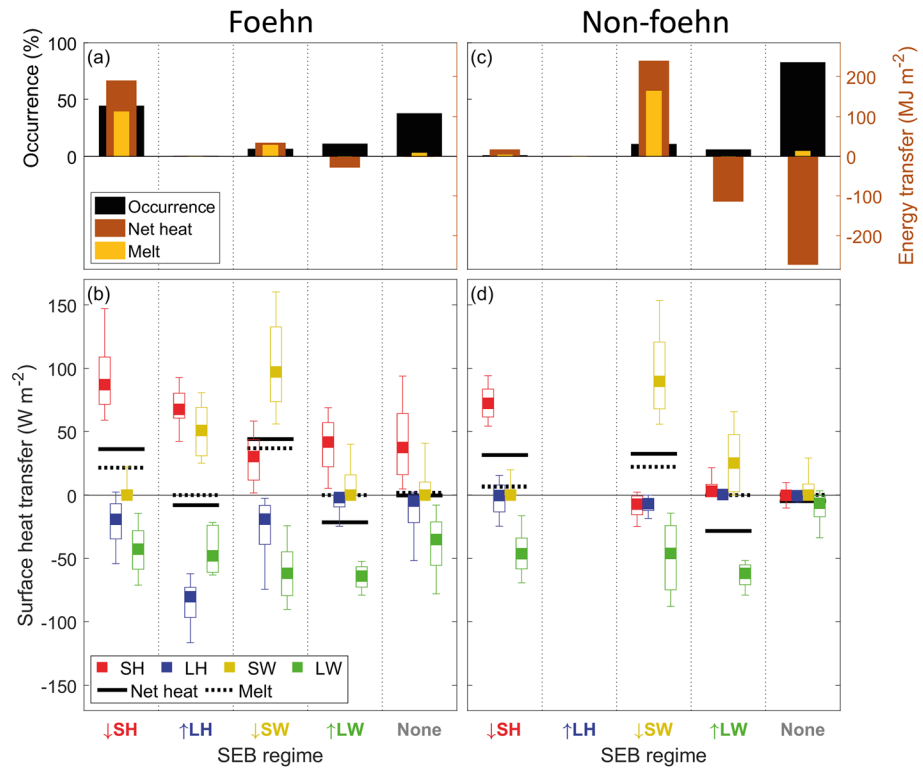 Foehn
Non-foehn
(a)
(c)
Occurrence (%)
100
50
0
Occurrence
Net heat
Melt
Energy transfer (MJ m-2)
200
100
0
-100
-200
(b)
(d)
Surface heat transfer (W m-2)
150
100
50
0
-50
-100
-150
SH LH SW LW
Net heat Melt
↓SH ↑LH ↓SW ↑LW None
SEB regime
↓SH ↑LH ↓SW ↑LW None
SEB regime